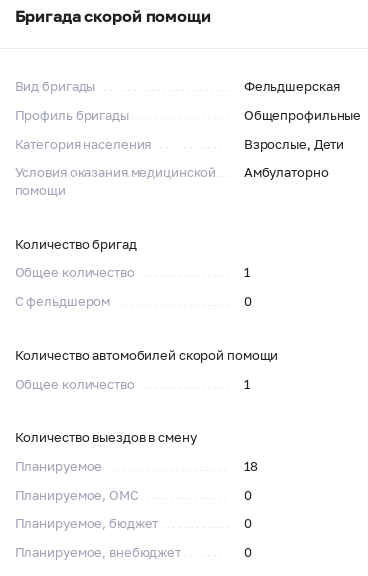 Бригада скорой помощи
Вид бригады Фельдшерская
Профиль бригады Общепрофильные
Категория населения Взрослые, Дети
Условия оказания медицинской Амбулаторно
помощи
Количество бригад
Общее количество 1
С фельдшером 0
Количество автомобилей скорой помощи
Общее количество 1
Количество выездов в смену
Планируемое 18
Планируемое, ОМС 0
Планируемое, бюджет 0
Планируемое, внебюджет 0